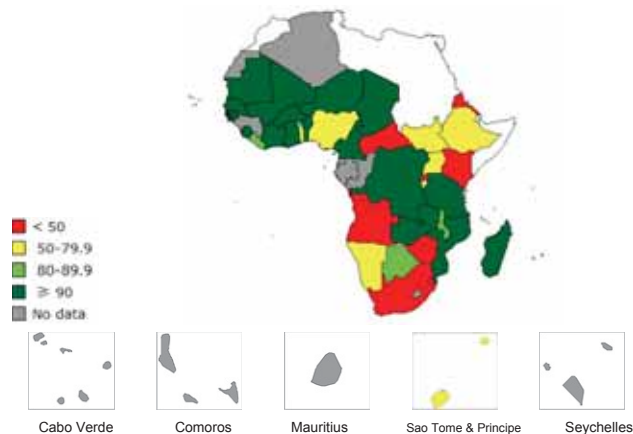 < 50
50-79.9
80-89.9
≥ 90
No data
Cabo Verde
Comoros
Mauritius
Sao Tome & Principe
Seychelles